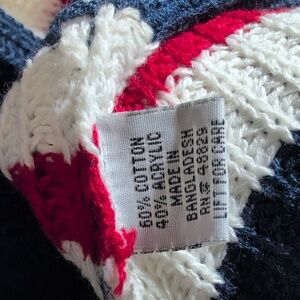 60% COTTON
40% ACRYLIC
MADE IN
BANGLADESH
RN# 48829
LIFT FOR CARE